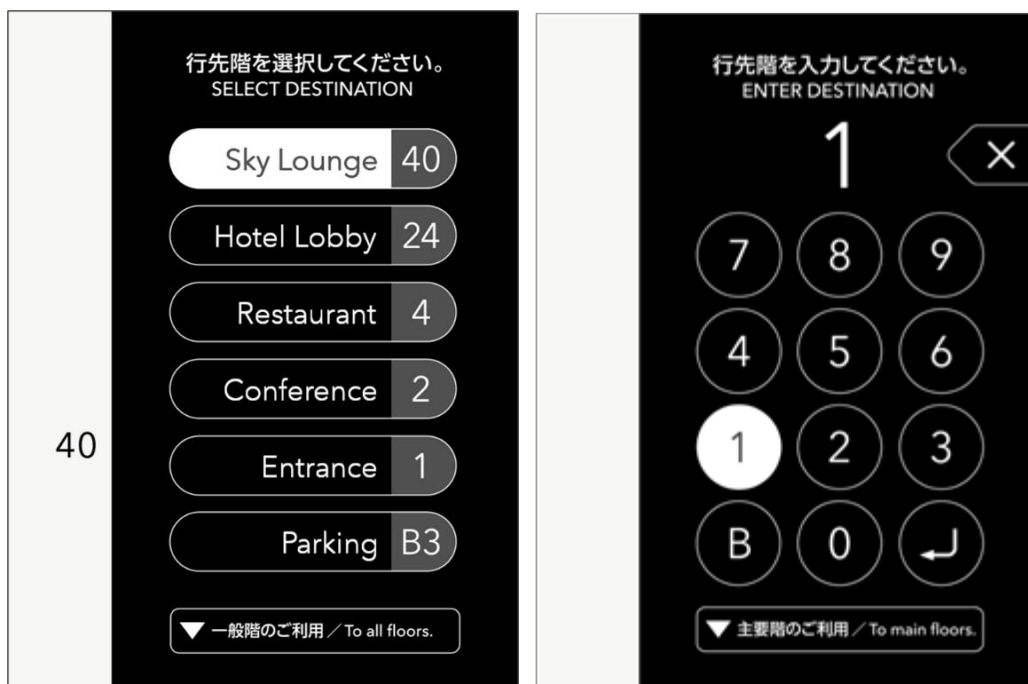 行先階を選択してください。
SELECT DESTINATION
Sky Lounge 40
Hotel Lobby 24
Restaurant 4
Conference 2
40
Entrance 1
Parking B3
▼ 一般階のご利用／To all floors.
行先階を入力してください。
ENTER DESTINATION
1
7 8 9
4 5 6
1 2 3
B 0
▼ 主要階のご利用／To main floors.